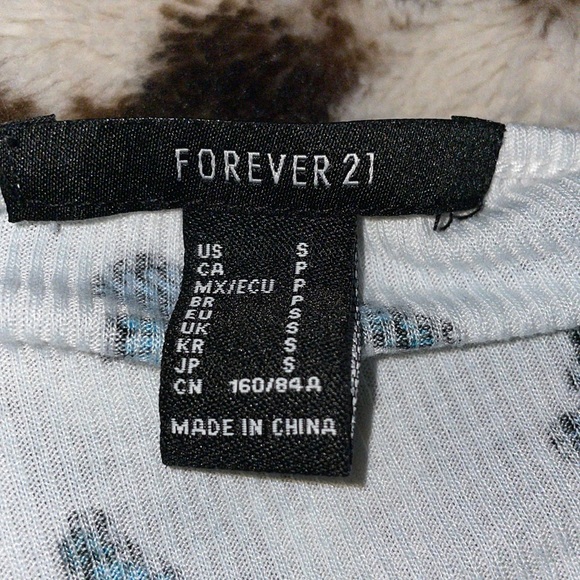 FOREVER 21
US S
CA P
MX/ECU P
BR P
EU S
UK S
KR S
JP S
CN 160/84A
MADE IN CHINA